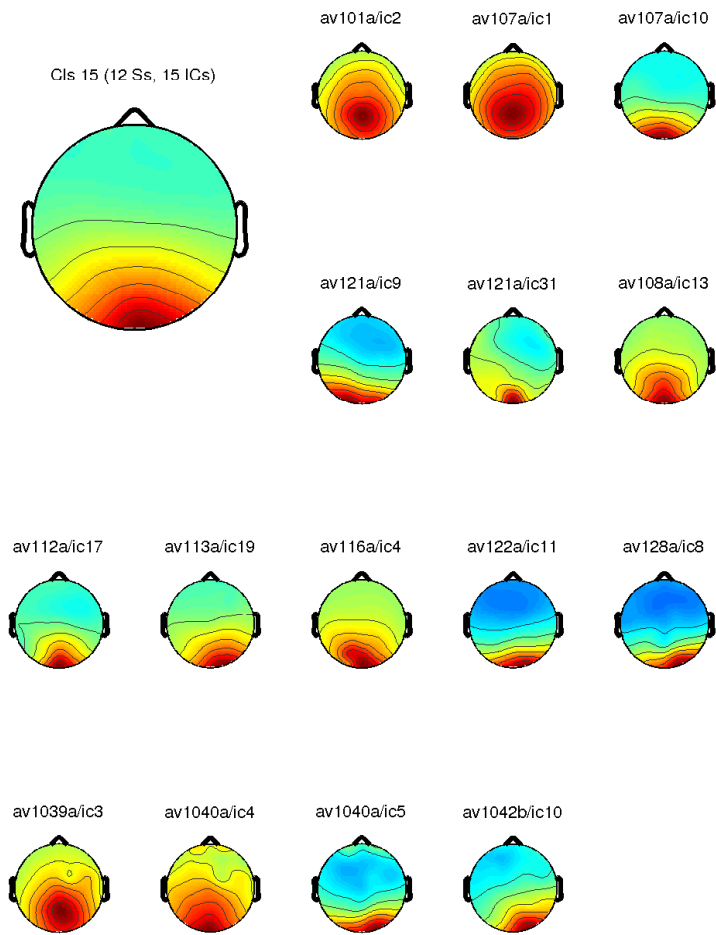 av101a/ic2 av107a/ic1 av107a/ic10
Cls 15 (12 Ss, 15 ICs)
av121a/ic9 av121a/ic31 av108a/ic13
av112a/ic17 av113a/ic19 av116a/ic4 av122a/ic11 av128a/ic8
av1039a/ic3 av1040a/ic4 av1040a/ic5 av1042b/ic10